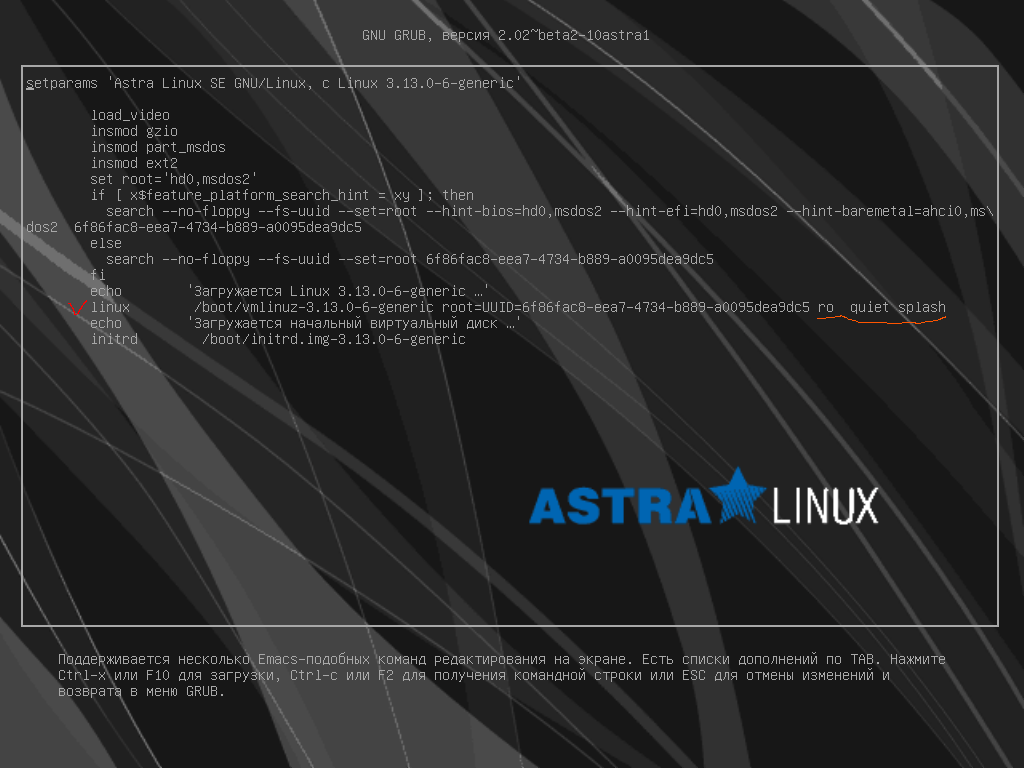 GNU GRUB, версия 2.02~beta2-10astra1
setparams 'Astra Linux SE GNU/Linux, с Linux 3.13.0-6-generic'
load_video
insmod gzio
insmod part_msdos
insmod ext2
set root='hd0,msdos2'
if [ x$feature_platform_search_hint = xy ]; then
search --no-floppy --fs-uuid --set=root --hint-bios=hd0,msdos2 --hint-efi=hd0,msdos2 --hint-baremetal=ahci0,ms\
dos2  6f86fac8-eea7-4734-b889-a0095dea9dc5
else
search --no-floppy --fs-uuid --set=root 6f86fac8-eea7-4734-b889-a0095dea9dc5
fi
echo 'Загружается Linux 3.13.0-6-generic …'
linux /boot/vmlinuz-3.13.0-6-generic root=UUID=6f86fac8-eea7-4734-b889-a0095dea9dc5 ro  quiet splash
echo 'Загружается начальный виртуальный диск …'
initrd /boot/initrd.img-3.13.0-6-generic
ASTRA LINUX
Поддерживается несколько Emacs-подобных команд редактирования на экране. Есть списки дополнений по TAB. Нажмите
Ctrl-x или F10 для загрузки, Ctrl-c или F2 для получения командной строки или ESC для отмены изменений и
возврата в меню GRUB.